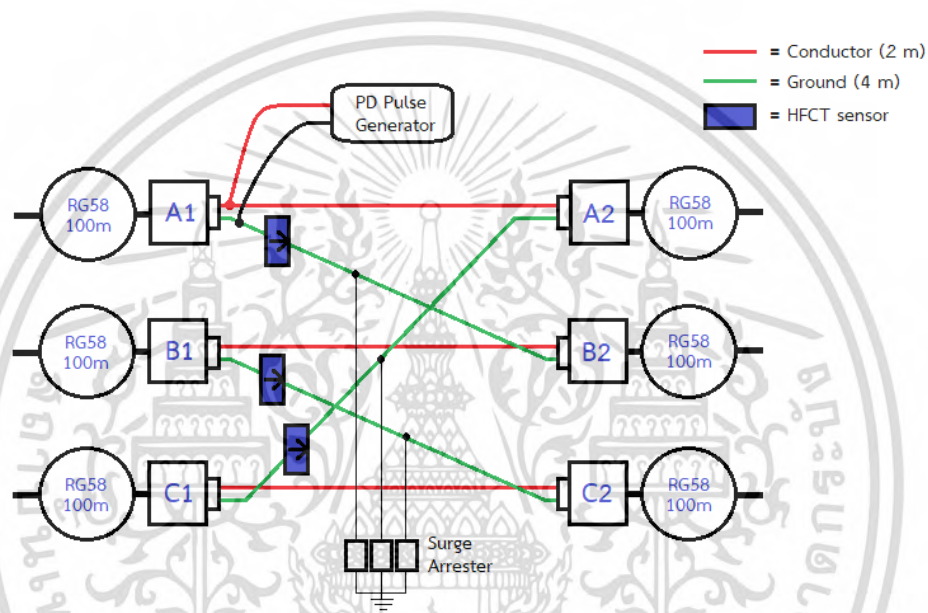 = Conductor (2 m)
= Ground (4 m)
= HFCT sensor
PD Pulse
Generator
RG58
100m
A1
A2
RG58
100m
RG58
100m
B1
B2
RG58
100m
RG58
100m
C1
C2
RG58
100m
Surge
Arrester